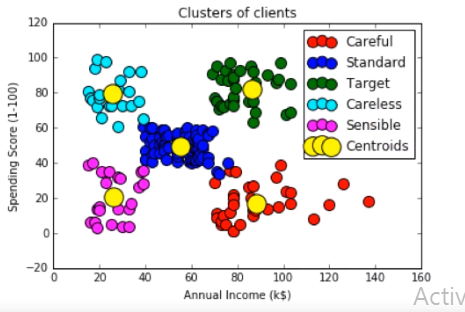 Clusters of clients
120
100
80
60
40
20
0
−20
Spending Score (1-100)
Careful
Standard
Target
Careless
Sensible
Centroids
0
20
40
60
80
100
120
140
160
Annual Income (k$)
Activ